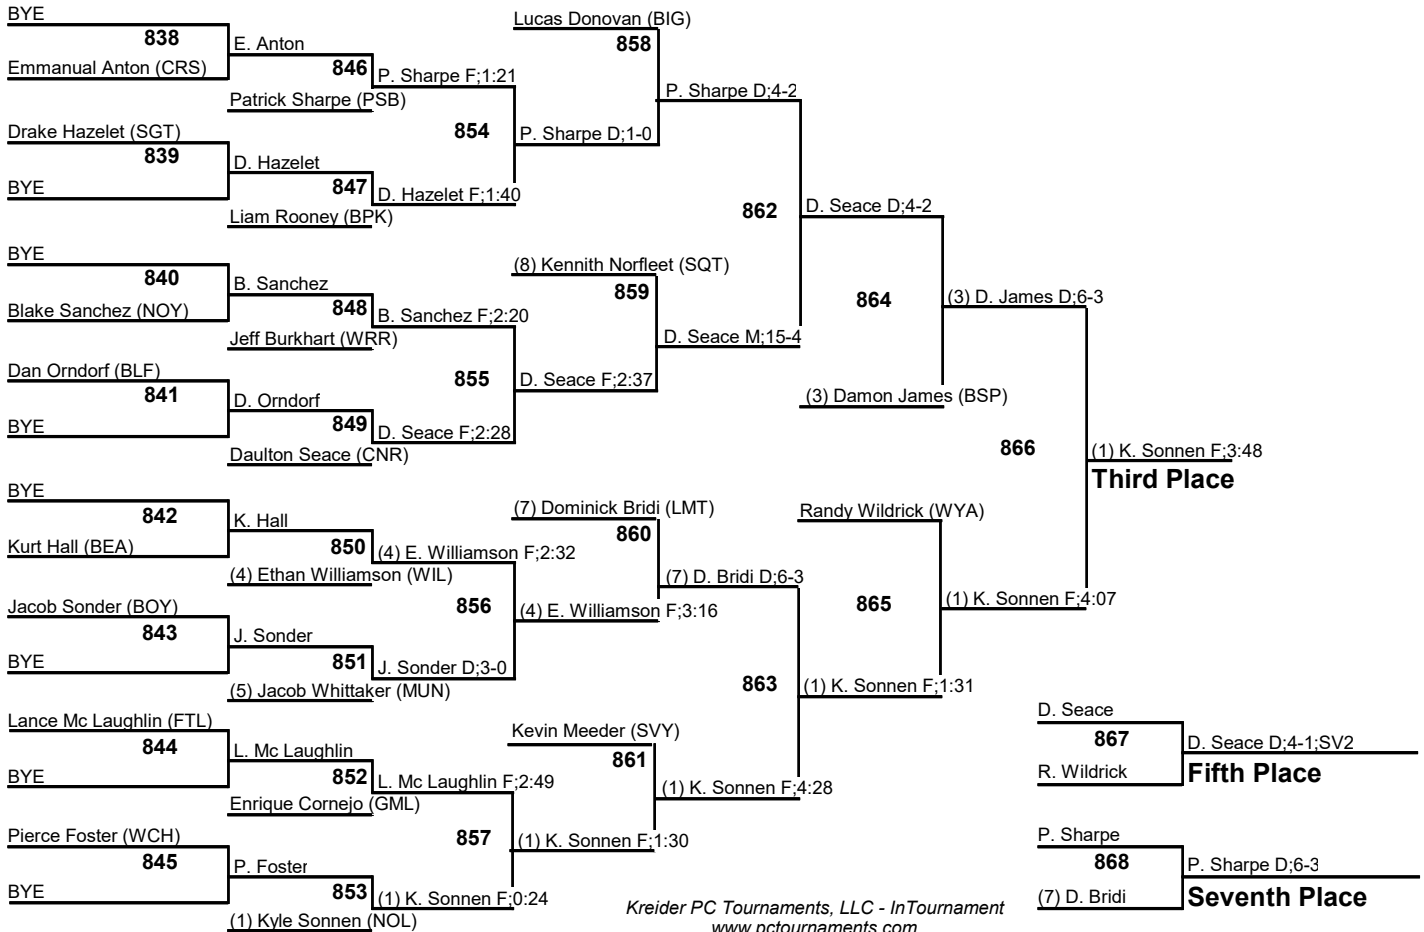 BYE
838
E. Anton
Emmanual Anton (CRS)
846
P. Sharpe F;1:21
Patrick Sharpe (PSB)
Drake Hazelet (SGT)
839
D. Hazelet
BYE
847
D. Hazelet F;1:40
Liam Rooney (BPK)
854
P. Sharpe D;1-0
Lucas Donovan (BIG)
858
P. Sharpe D;4-2
BYE
840
B. Sanchez
Blake Sanchez (NOY)
848
B. Sanchez F;2:20
Jeff Burkhart (WRR)
Dan Orndorf (BLF)
841
D. Orndorf
BYE
849
D. Seace F;2:28
Daulton Seace (CNR)
855
D. Seace F;2:37
(8) Kennith Norfleet (SQT)
859
D. Seace M;15-4
862
D. Seace D;4-2
864
(3) D. James D;6-3
(3) Damon James (BSP)
866
(1) K. Sonnen F;3:48
Third Place
BYE
842
K. Hall
Kurt Hall (BEA)
850
(4) E. Williamson F;2:32
(4) Ethan Williamson (WIL)
Jacob Sonder (BOY)
843
J. Sonder
BYE
851
J. Sonder D;3-0
(5) Jacob Whittaker (MUN)
856
(4) E. Williamson F;3:16
(7) Dominick Bridi (LMT)
860
(7) D. Bridi D;6-3
Lance Mc Laughlin (FTL)
844
L. Mc Laughlin
BYE
852
L. Mc Laughlin F;2:49
Enrique Cornejo (GML)
Pierce Foster (WCH)
845
P. Foster
BYE
853
(1) K. Sonnen F;0:24
(1) Kyle Sonnen (NOL)
857
(1) K. Sonnen F;1:30
Kevin Meeder (SVY)
861
(1) K. Sonnen F;4:28
863
(1) K. Sonnen F;1:31
Randy Wildrick (WYA)
865
(1) K. Sonnen F;4:07
D. Seace
867
D. Seace D;4-1;SV2
R. Wildrick
Fifth Place
P. Sharpe
868
P. Sharpe D;6-3
(7) D. Bridi
Seventh Place
Kreider PC Tournaments, LLC - InTournament
www.pctournaments.com